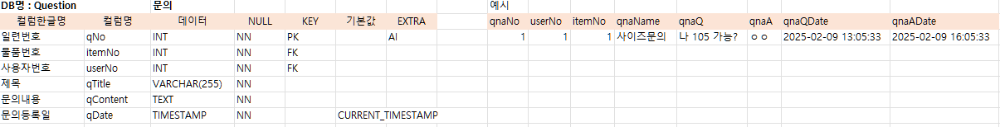 DB명 : Question 문의 예시
컬럼한글명 컬럼명 데이터 NULL KEY 기본값 EXTRA qnaNo userNo itemNo qnaName qnaQ qnaA qnaQDate qnaADate
일련번호 qNo INT NN PK AI 1 1 1 사이즈문의 나 105 가능? ㅇㅇ 2025-02-09 13:05:33 2025-02-09 16:05:33
물품번호 itemNo INT NN FK
사용자번호 userNo INT NN FK
제목 qTitle VARCHAR(255) NN
문의내용 qContent TEXT NN
문의등록일 qDate TIMESTAMP NN CURRENT_TIMESTAMP